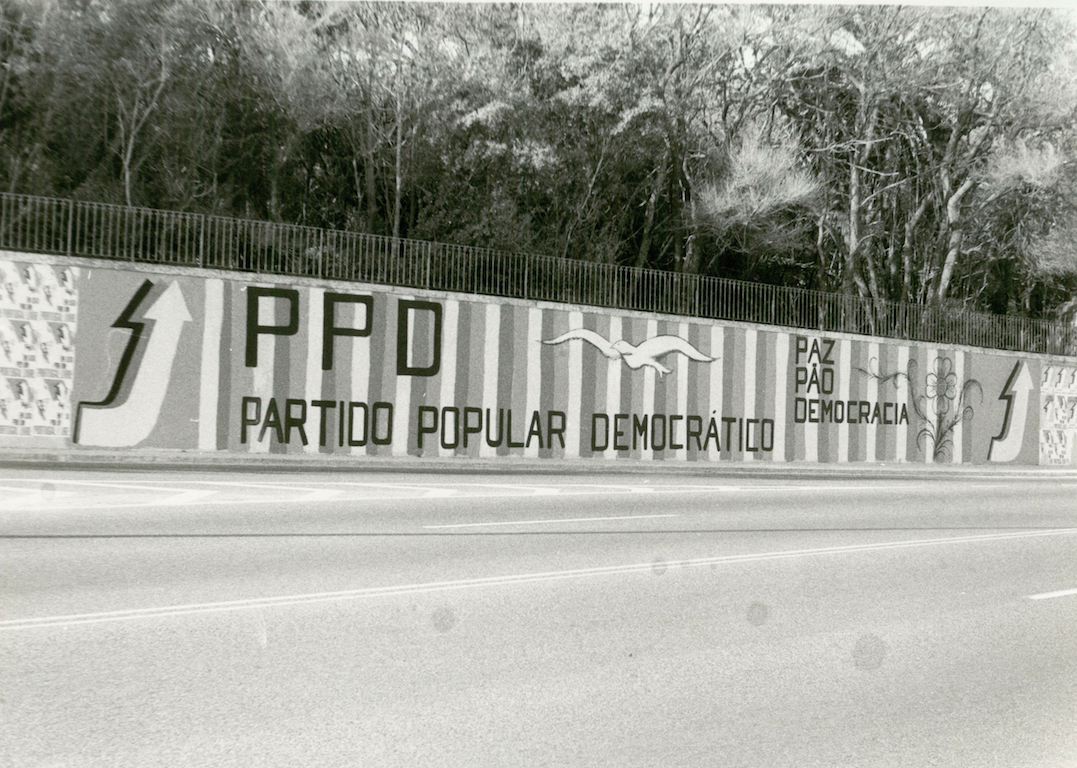 PPD
PARTIDO POPULAR DEMOCRÁTICO
PAZ
PÃO
DEMOCRACIA